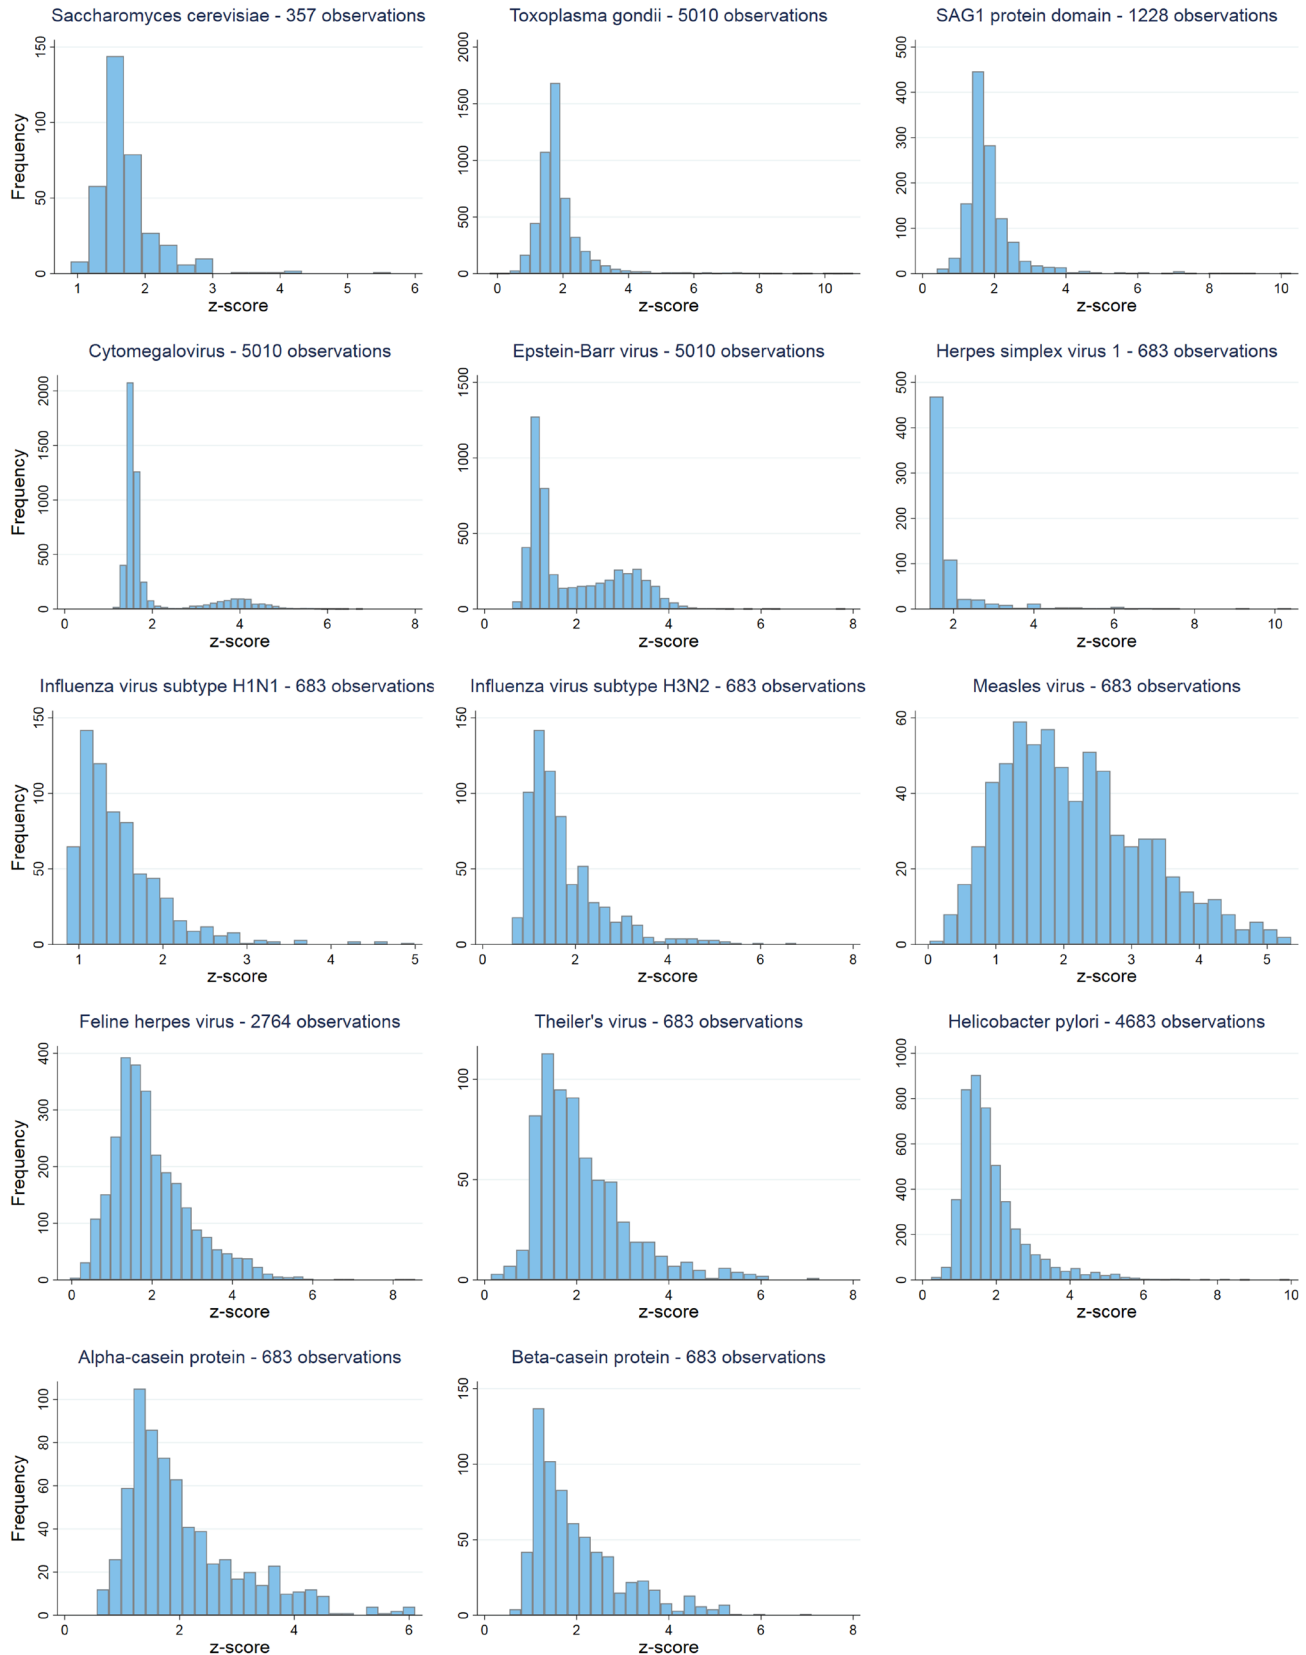 Saccharomyces cerevisiae - 357 observations
Frequency
0 50 100 150
1 2 3 4 5 6
z-score
Toxoplasma gondii - 5010 observations
0 500 1000 1500 2000
0 2 4 6 8 10
z-score
SAG1 protein domain - 1228 observations
0 100 200 300 400 500
0 2 4 6 8 10
z-score
Cytomegalovirus - 5010 observations
Frequency
0 500 1000 1500 2000
0 2 4 6 8
z-score
Epstein-Barr virus - 5010 observations
0 500 1000 1500
0 2 4 6 8
z-score
Herpes simplex virus 1 - 683 observations
0 100 200 300 400 500
2 4 6 8 10
z-score
Influenza virus subtype H1N1 - 683 observations
Frequency
0 50 100 150
1 2 3 4 5
z-score
Influenza virus subtype H3N2 - 683 observations
0 50 100 150
0 2 4 6 8
z-score
Measles virus - 683 observations
0 20 40 60
0 1 2 3 4 5
z-score
Feline herpes virus - 2764 observations
Frequency
0 100 200 300 400
0 2 4 6 8
z-score
Theiler's virus - 683 observations
0 50 100
0 2 4 6 8
z-score
Helicobacter pylori - 4683 observations
0 200 400 600 800 1000
0 2 4 6 8 10
z-score
Alpha-casein protein - 683 observations
Frequency
0 20 40 60 80 100
0 2 4 6
z-score
Beta-casein protein - 683 observations
0 50 100 150
0 2 4 6 8
z-score